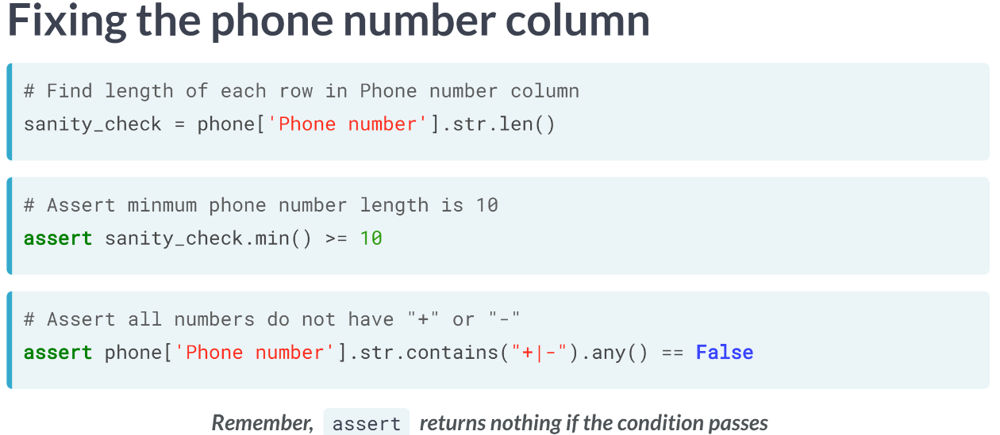 Fixing the phone number column
# Find length of each row in Phone number column
sanity_check = phone['Phone number'].str.len()
# Assert minmum phone number length is 10
assert sanity_check.min() >= 10
# Assert all numbers do not have "+" or "-"
assert phone['Phone number'].str.contains("+|-").any() == False
Remember, assert returns nothing if the condition passes